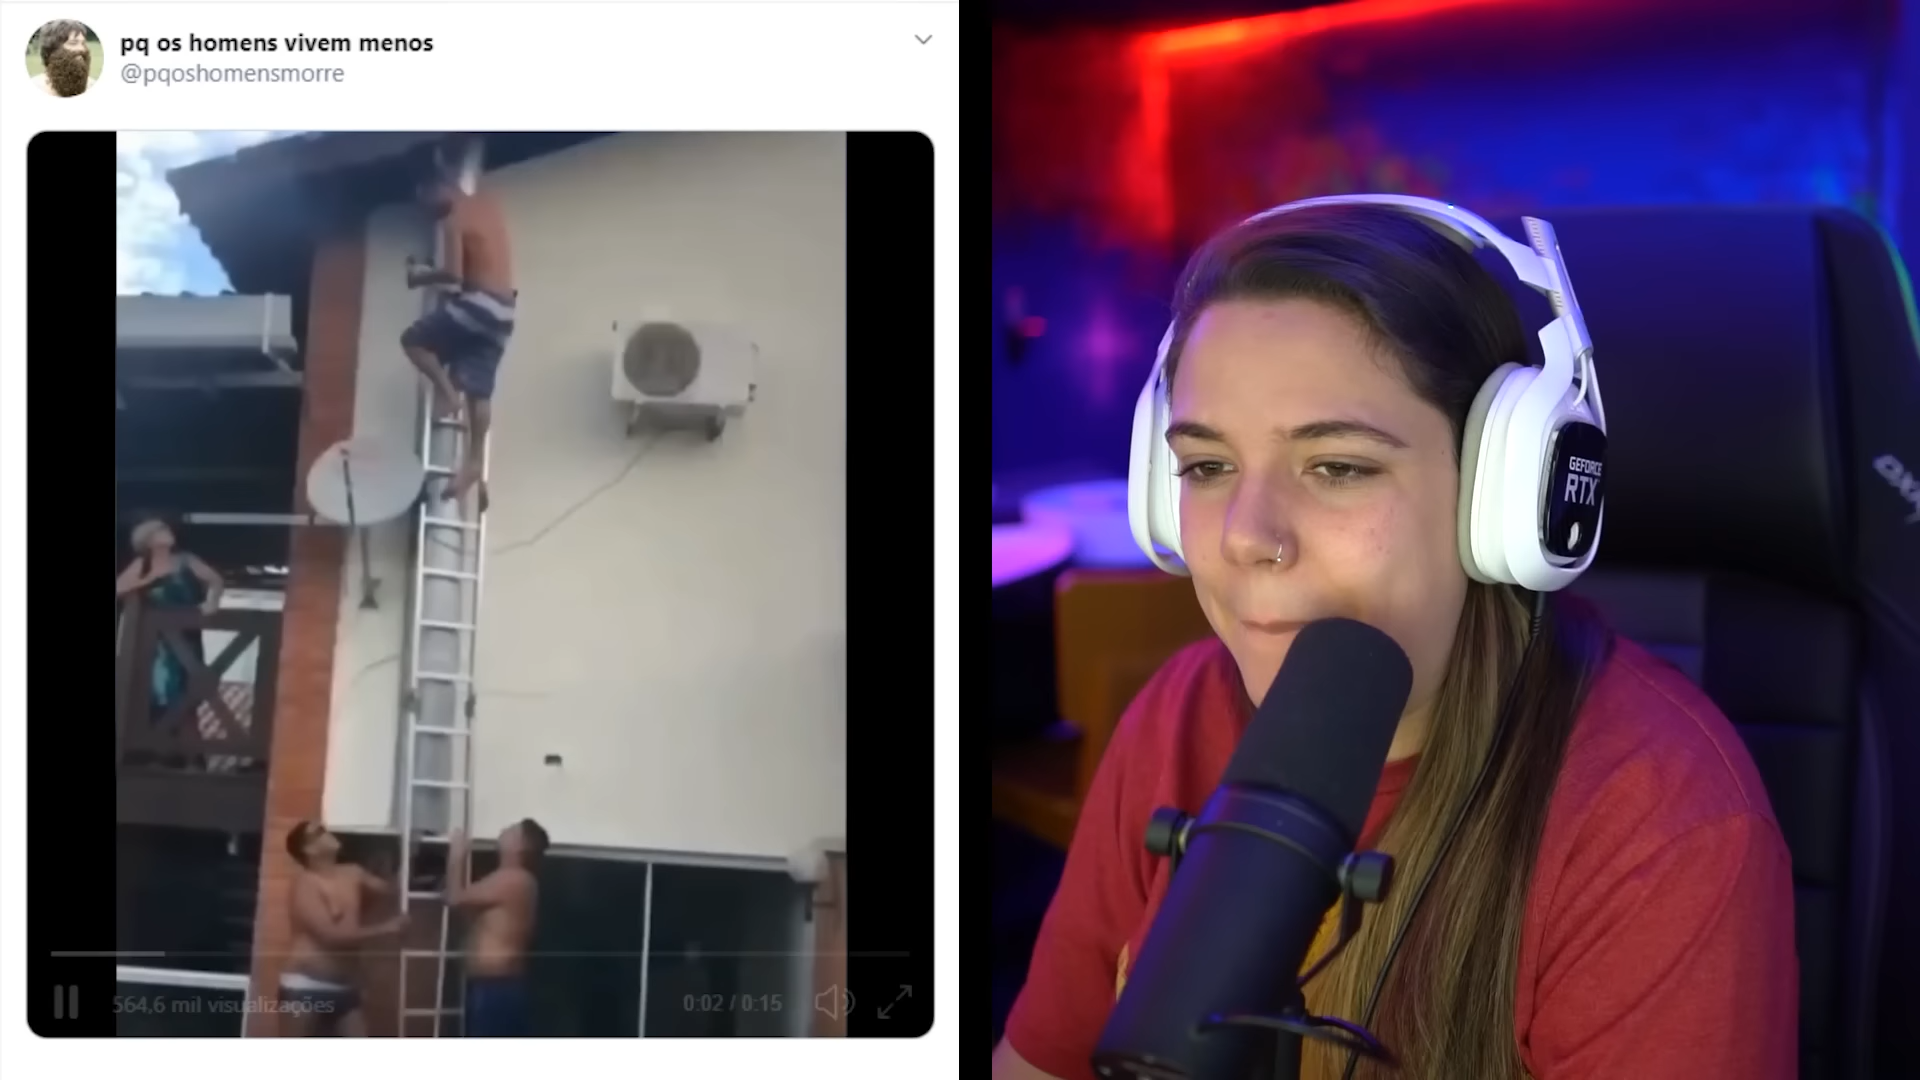 pq os homens vivem menos
@pqoshomensmorre
564,6 mil visualizações
0:02 / 0:15
GEFORCE
RTX